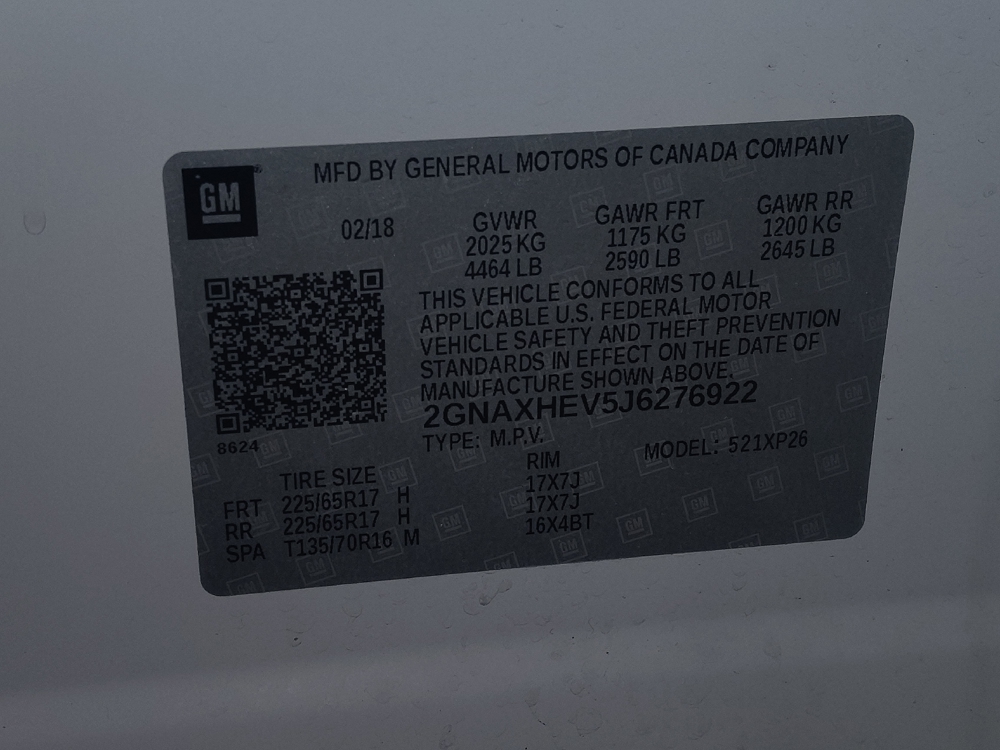 GM
MFD BY GENERAL MOTORS OF CANADA COMPANY
02/18
GVWR GAWR FRT GAWR RR
2025 KG 1175 KG 1200 KG
4464 LB 2590 LB 2645 LB
THIS VEHICLE CONFORMS TO ALL
APPLICABLE U.S. FEDERAL MOTOR
VEHICLE SAFETY AND THEFT PREVENTION
STANDARDS IN EFFECT ON THE DATE OF
MANUFACTURE SHOWN ABOVE.
2GNAXHEV5J6276922
8624
TYPE: M.P.V. MODEL: 521XP26
TIRE SIZE RIM
FRT 225/65R17 H 17X7J
RR 225/65R17 H 17X7J
SPA T135/70R16 M 16X4BT